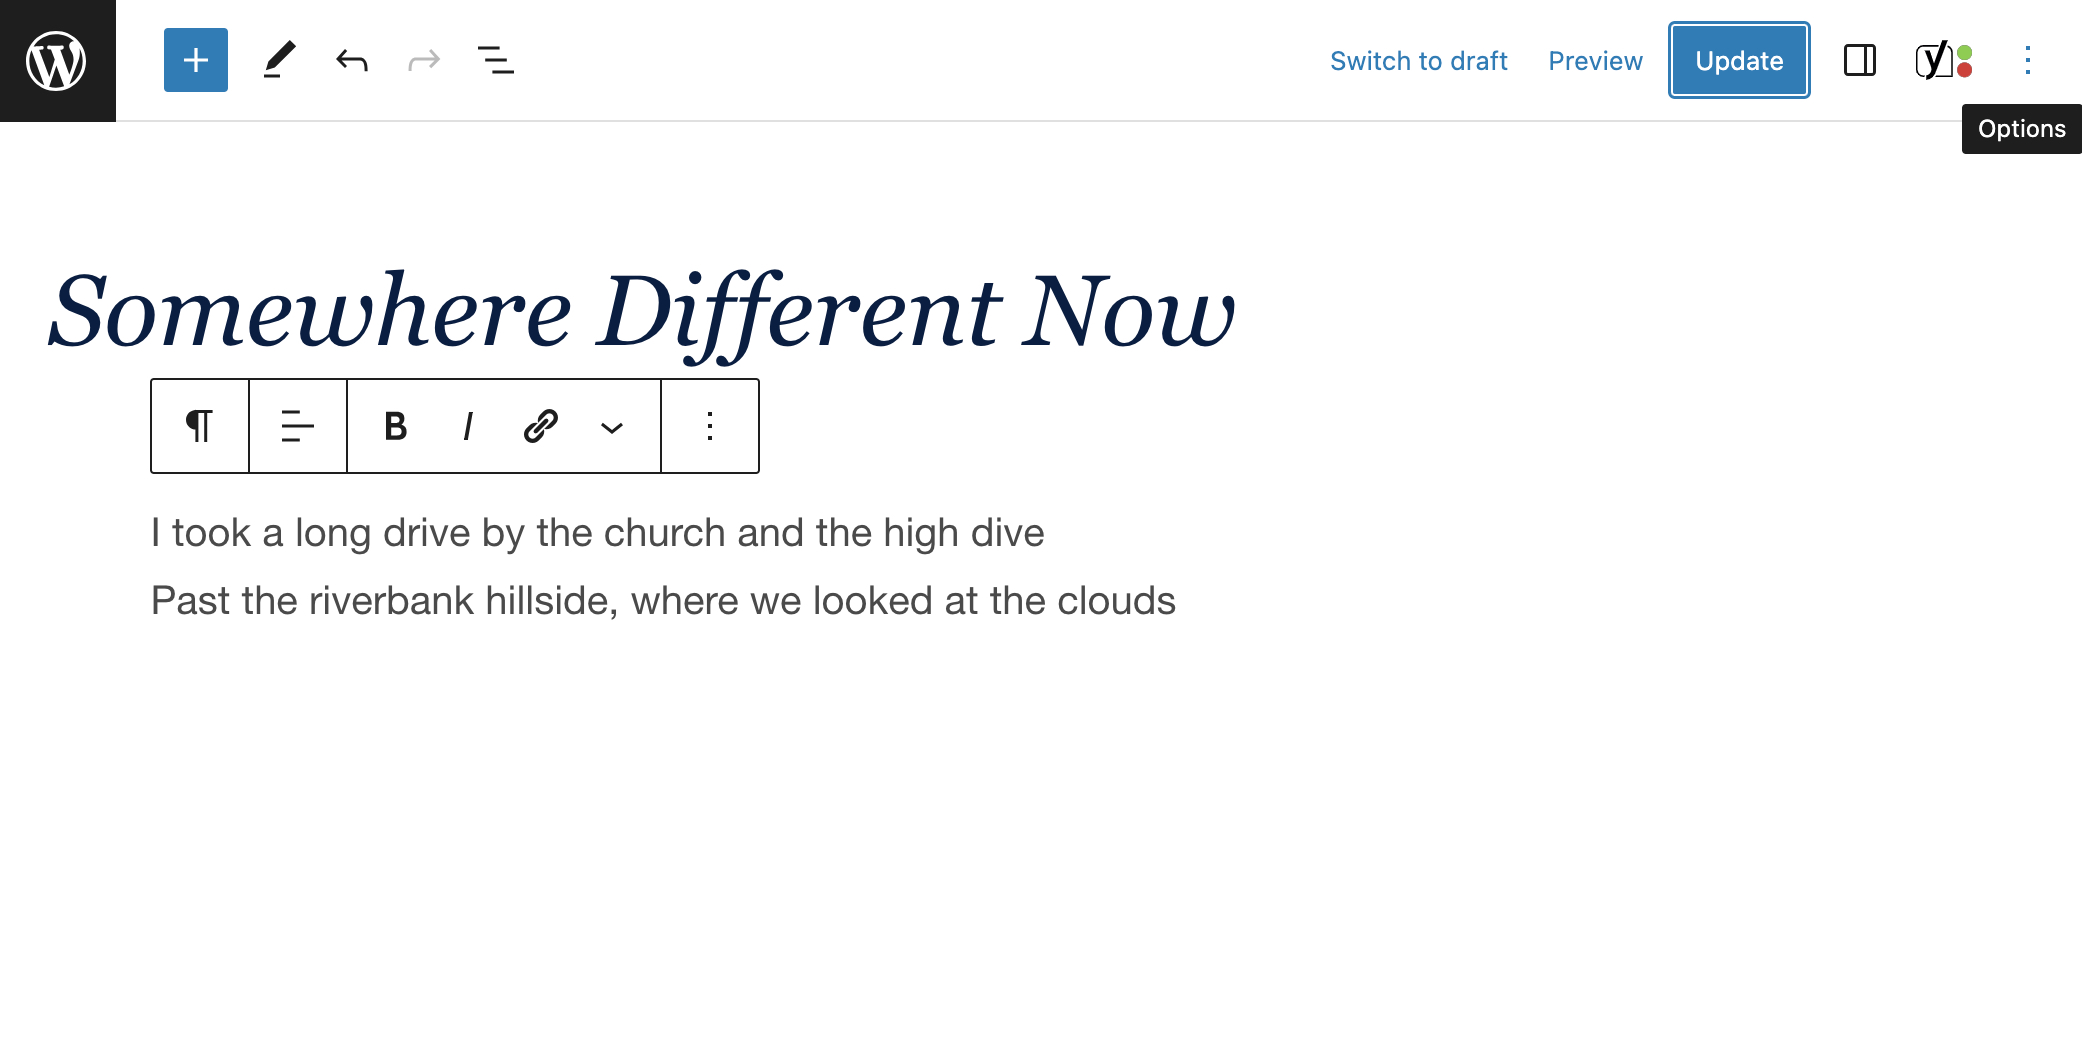 Switch to draft Preview Update
Options
Somewhere Different Now
B I
I took a long drive by the church and the high dive
Past the riverbank hillside, where we looked at the clouds